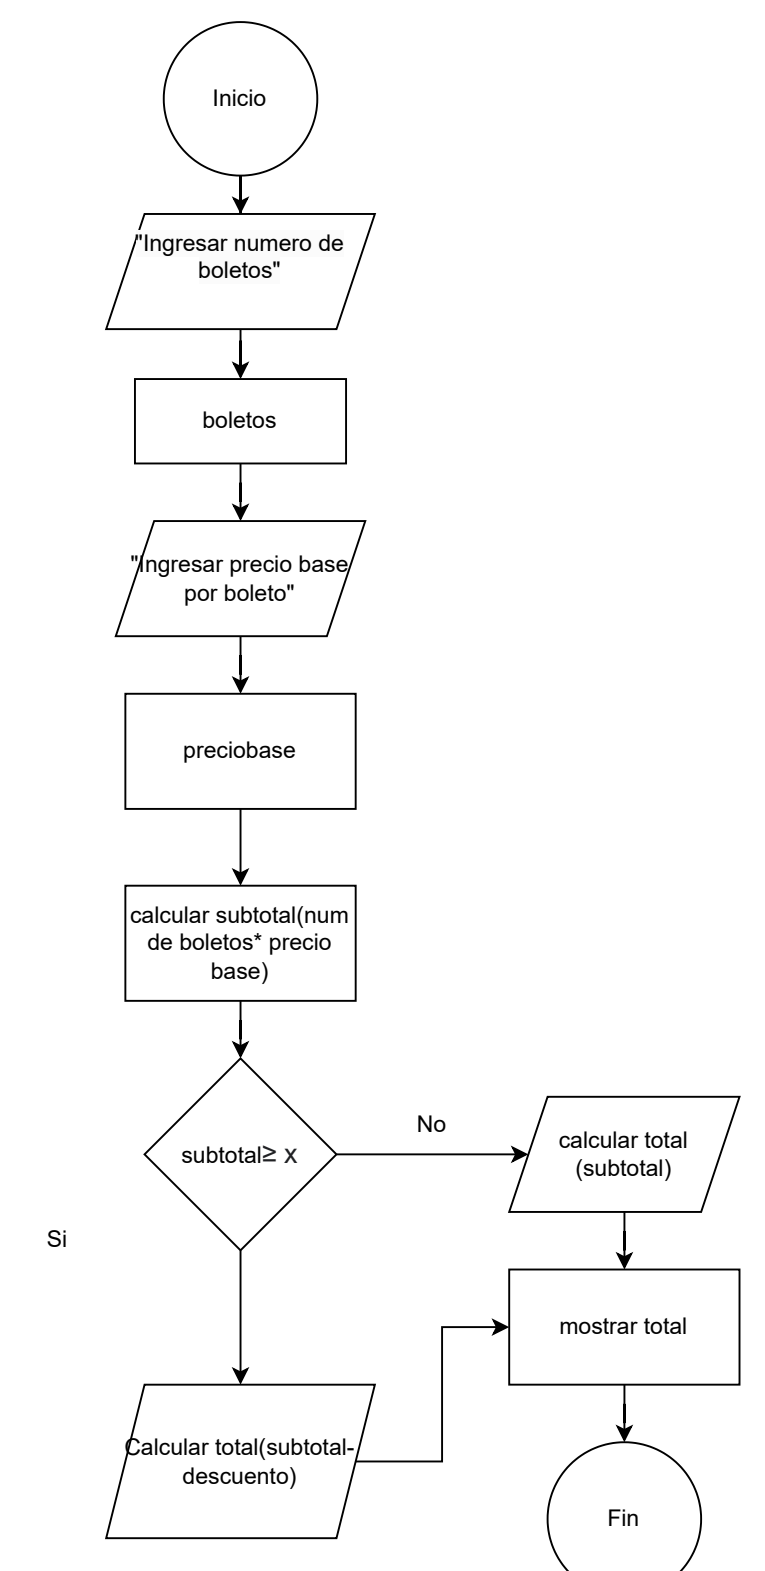 Inicio
"Ingresar numero de
boletos"
boletos
"Ingresar precio base
por boleto"
preciobase
calcular subtotal(num
de boletos* precio
base)
subtotal≥ x
No
calcular total
(subtotal)
Si
mostrar total
Calcular total(subtotal-
descuento)
Fin